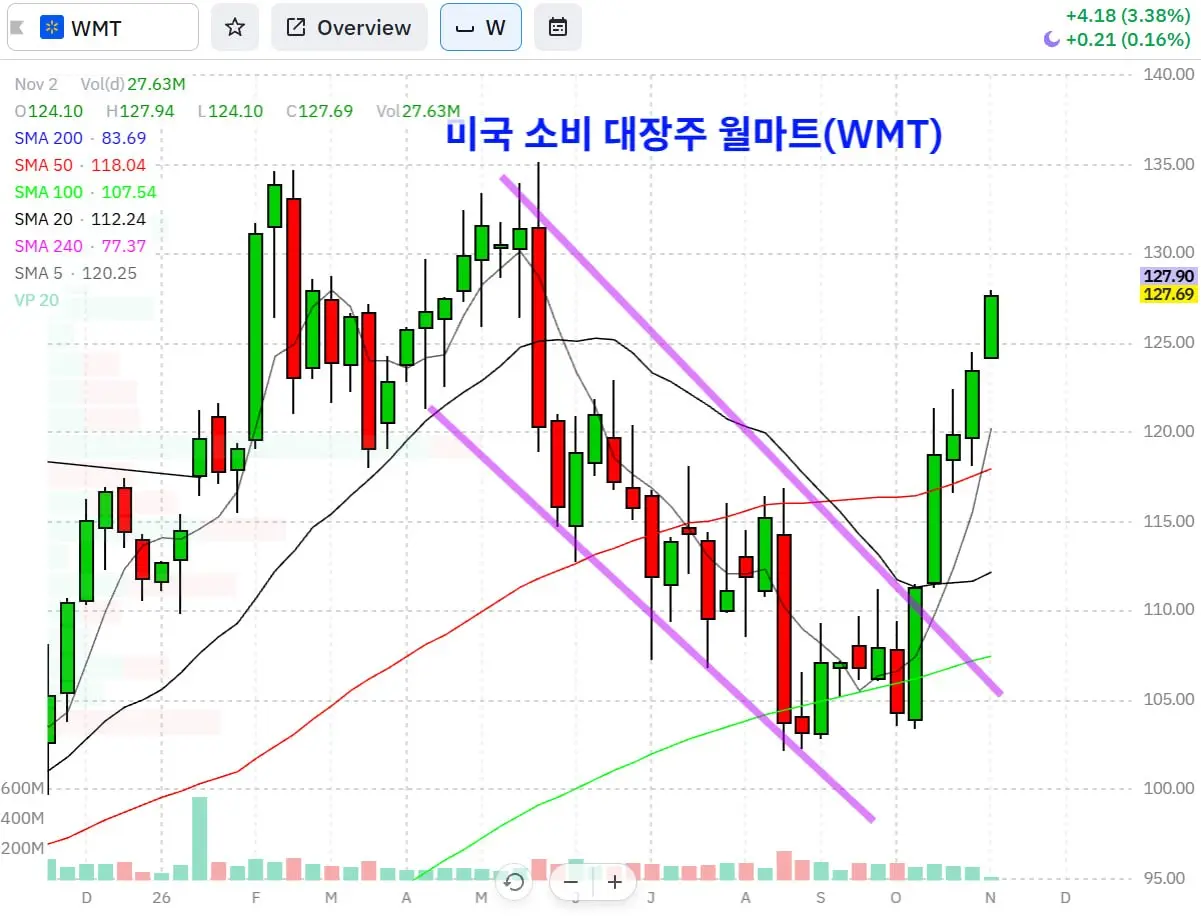 WMT
Overview
W
+4.18 (3.38%)
+0.21 (0.16%)
Nov 2 Vol(d) 27.63M
O124.10 H127.94 L124.10 C127.69 Vol27.63M
SMA 200 · 83.69
SMA 50 · 118.04
SMA 100 · 107.54
SMA 20 · 112.24
SMA 240 · 77.37
SMA 5 · 120.25
VP 20
미국 소비 대장주 월마트(WMT)
140.00
135.00
130.00
127.90
127.69
125.00
120.00
115.00
110.00
105.00
100.00
95.00
600M
400M
200M
D 26 F M A M J J A S O N D